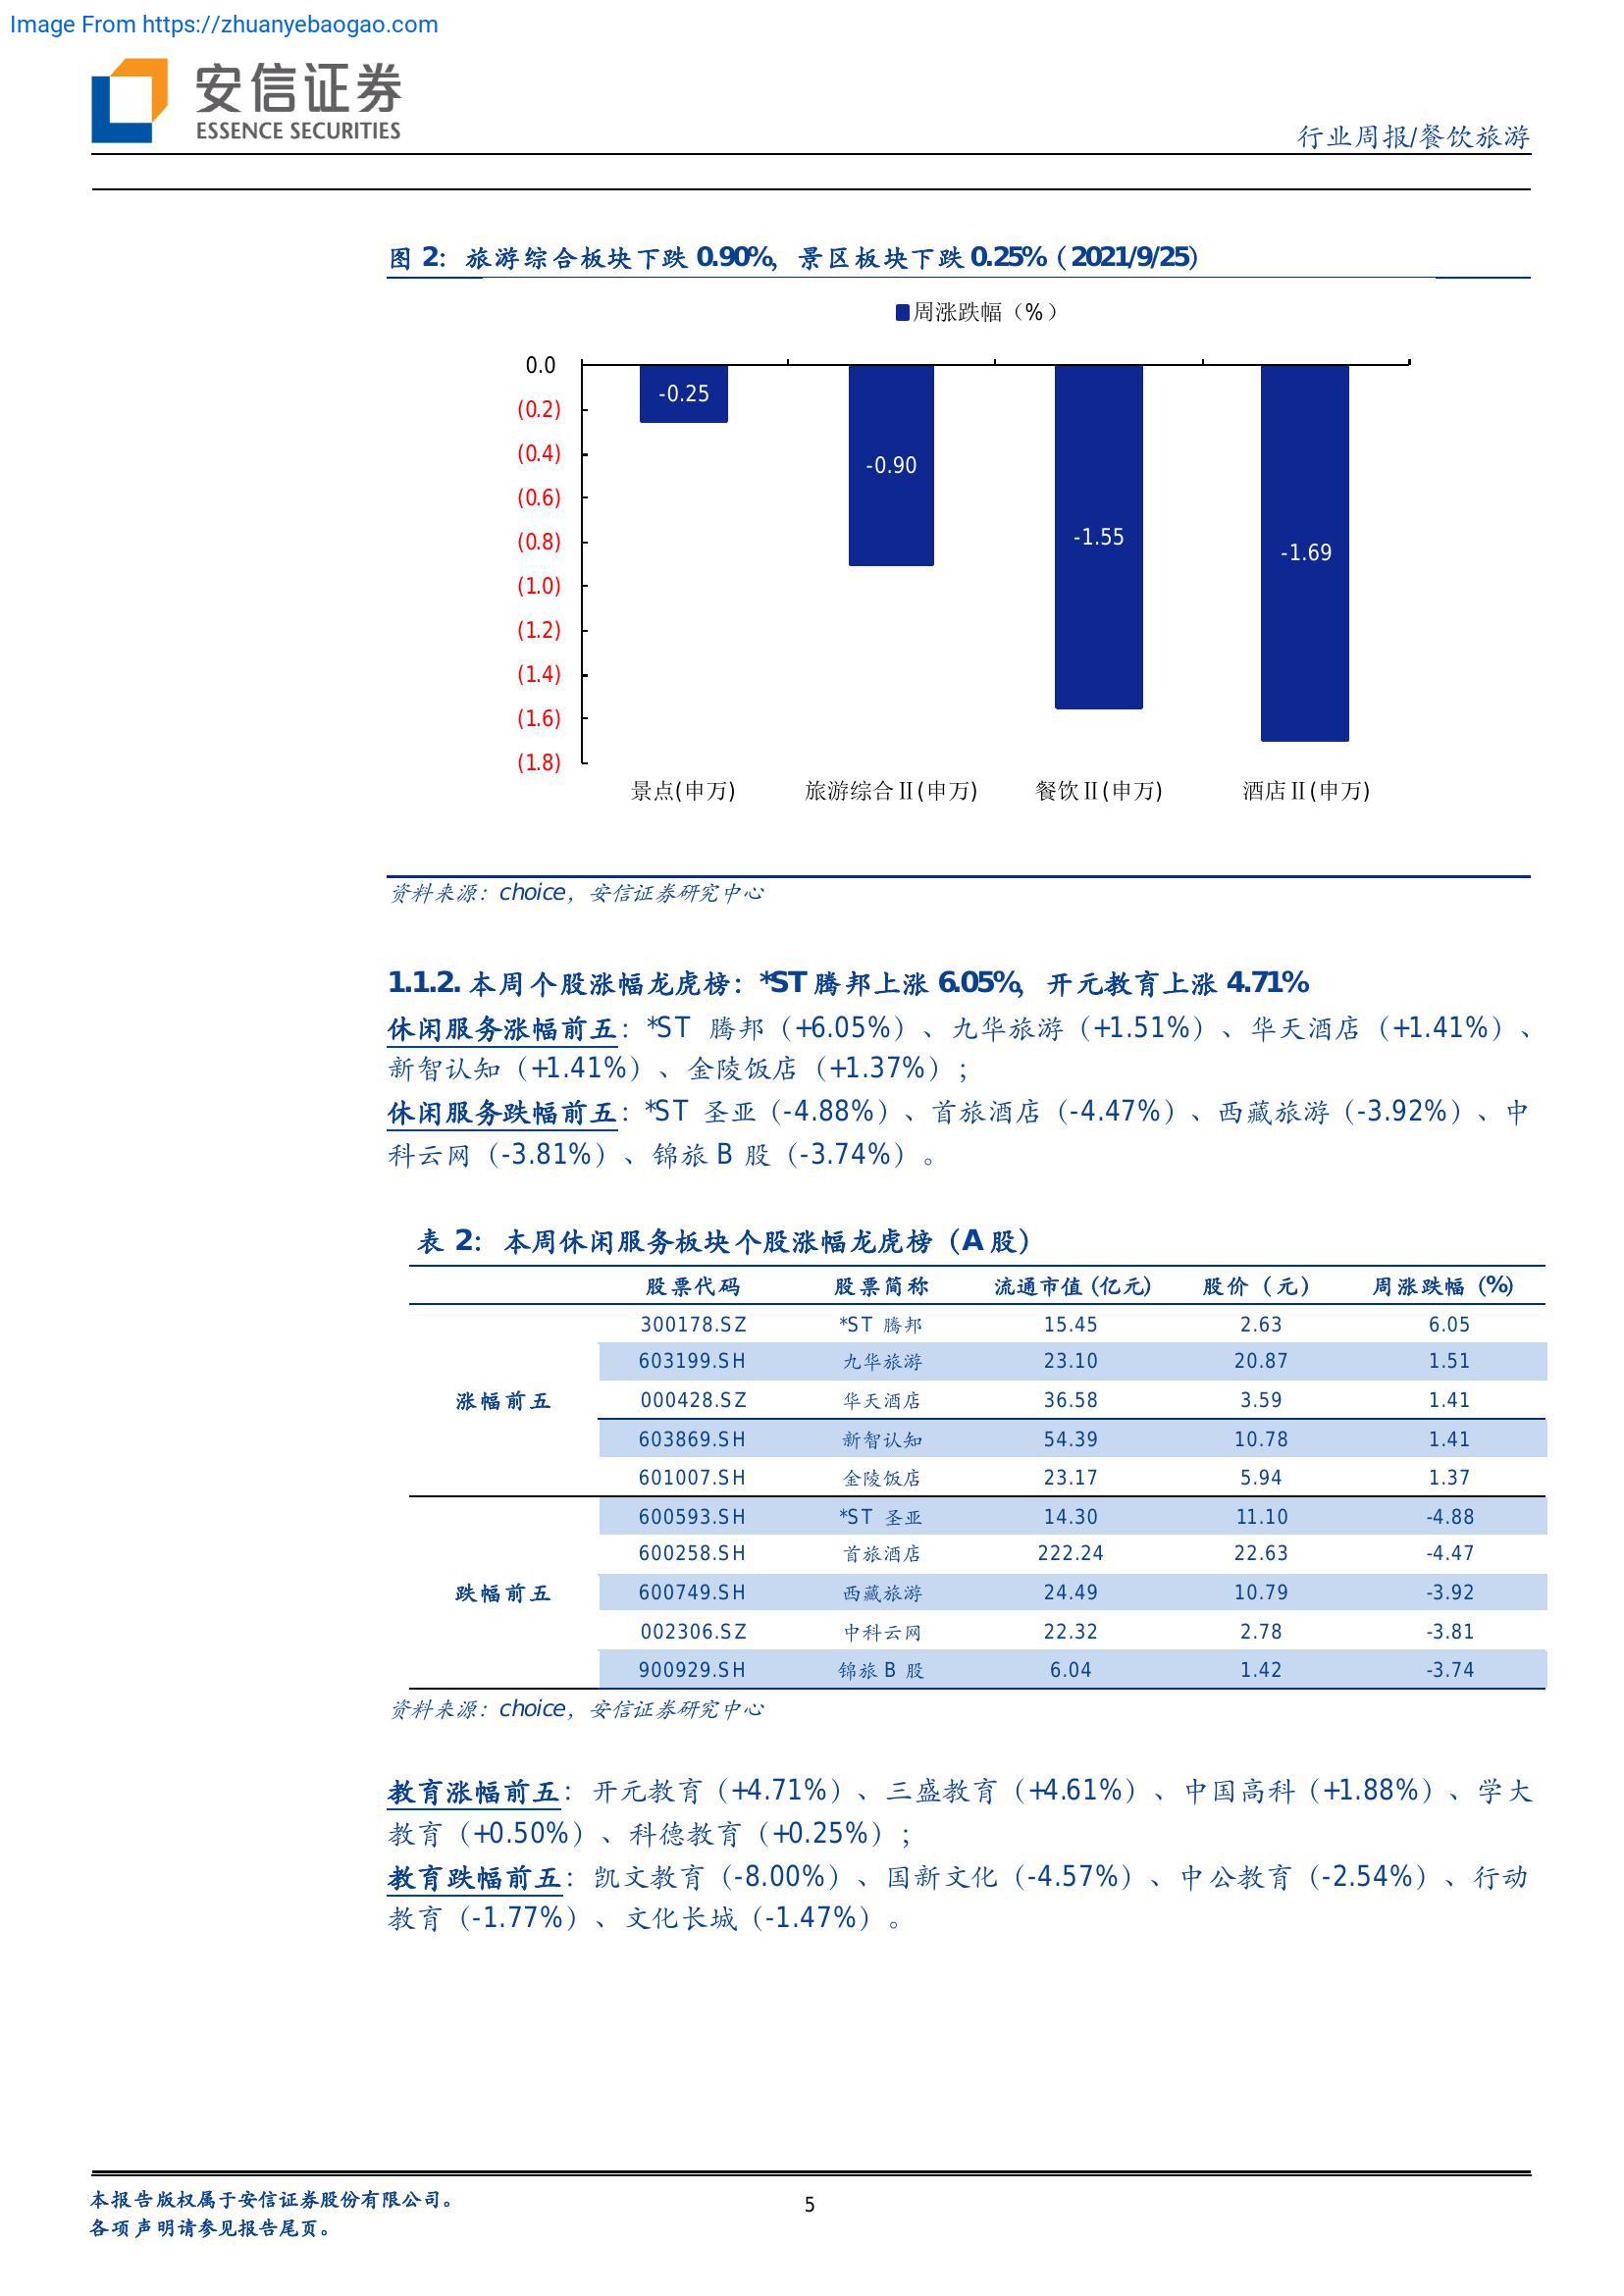 Image From https://zhuanyebaogao.com
安信证券
ESSENCE SECURITIES
行业周报/餐饮旅游
图 2：旅游综合板块下跌 0.90%，景区板块下跌 0.25%（2021/9/25）
周涨跌幅（%）
0.0
(0.2)
(0.4)
(0.6)
(0.8)
(1.0)
(1.2)
(1.4)
(1.6)
(1.8)
-0.25
-0.90
-1.55
-1.69
景点(申万) 旅游综合Ⅱ(申万) 餐饮Ⅱ(申万) 酒店Ⅱ(申万)
资料来源：choice，安信证券研究中心
1.1.2. 本周个股涨幅龙虎榜：*ST 腾邦上涨 6.05%，开元教育上涨 4.71%
休闲服务涨幅前五：*ST 腾邦（+6.05%）、九华旅游（+1.51%）、华天酒店（+1.41%）、
新智认知（+1.41%）、金陵饭店（+1.37%）；
休闲服务跌幅前五：*ST 圣亚（-4.88%）、首旅酒店（-4.47%）、西藏旅游（-3.92%）、中
科云网（-3.81%）、锦旅 B 股（-3.74%）。
表 2：本周休闲服务板块个股涨幅龙虎榜（A 股）
股票代码 股票简称 流通市值(亿元) 股价（元） 周涨跌幅 (%)
300178.SZ *ST 腾邦 15.45 2.63 6.05
603199.SH 九华旅游 23.10 20.87 1.51
涨幅前五 000428.SZ 华天酒店 36.58 3.59 1.41
603869.SH 新智认知 54.39 10.78 1.41
601007.SH 金陵饭店 23.17 5.94 1.37
600593.SH *ST 圣亚 14.30 11.10 -4.88
600258.SH 首旅酒店 222.24 22.63 -4.47
跌幅前五 600749.SH 西藏旅游 24.49 10.79 -3.92
002306.SZ 中科云网 22.32 2.78 -3.81
900929.SH 锦旅 B 股 6.04 1.42 -3.74
资料来源：choice，安信证券研究中心
教育涨幅前五：开元教育（+4.71%）、三盛教育（+4.61%）、中国高科（+1.88%）、学大
教育（+0.50%）、科德教育（+0.25%）；
教育跌幅前五：凯文教育（-8.00%）、国新文化（-4.57%）、中公教育（-2.54%）、行动
教育（-1.77%）、文化长城（-1.47%）。
本报告版权属于安信证券股份有限公司。
各项声明请参见报告尾页。
5